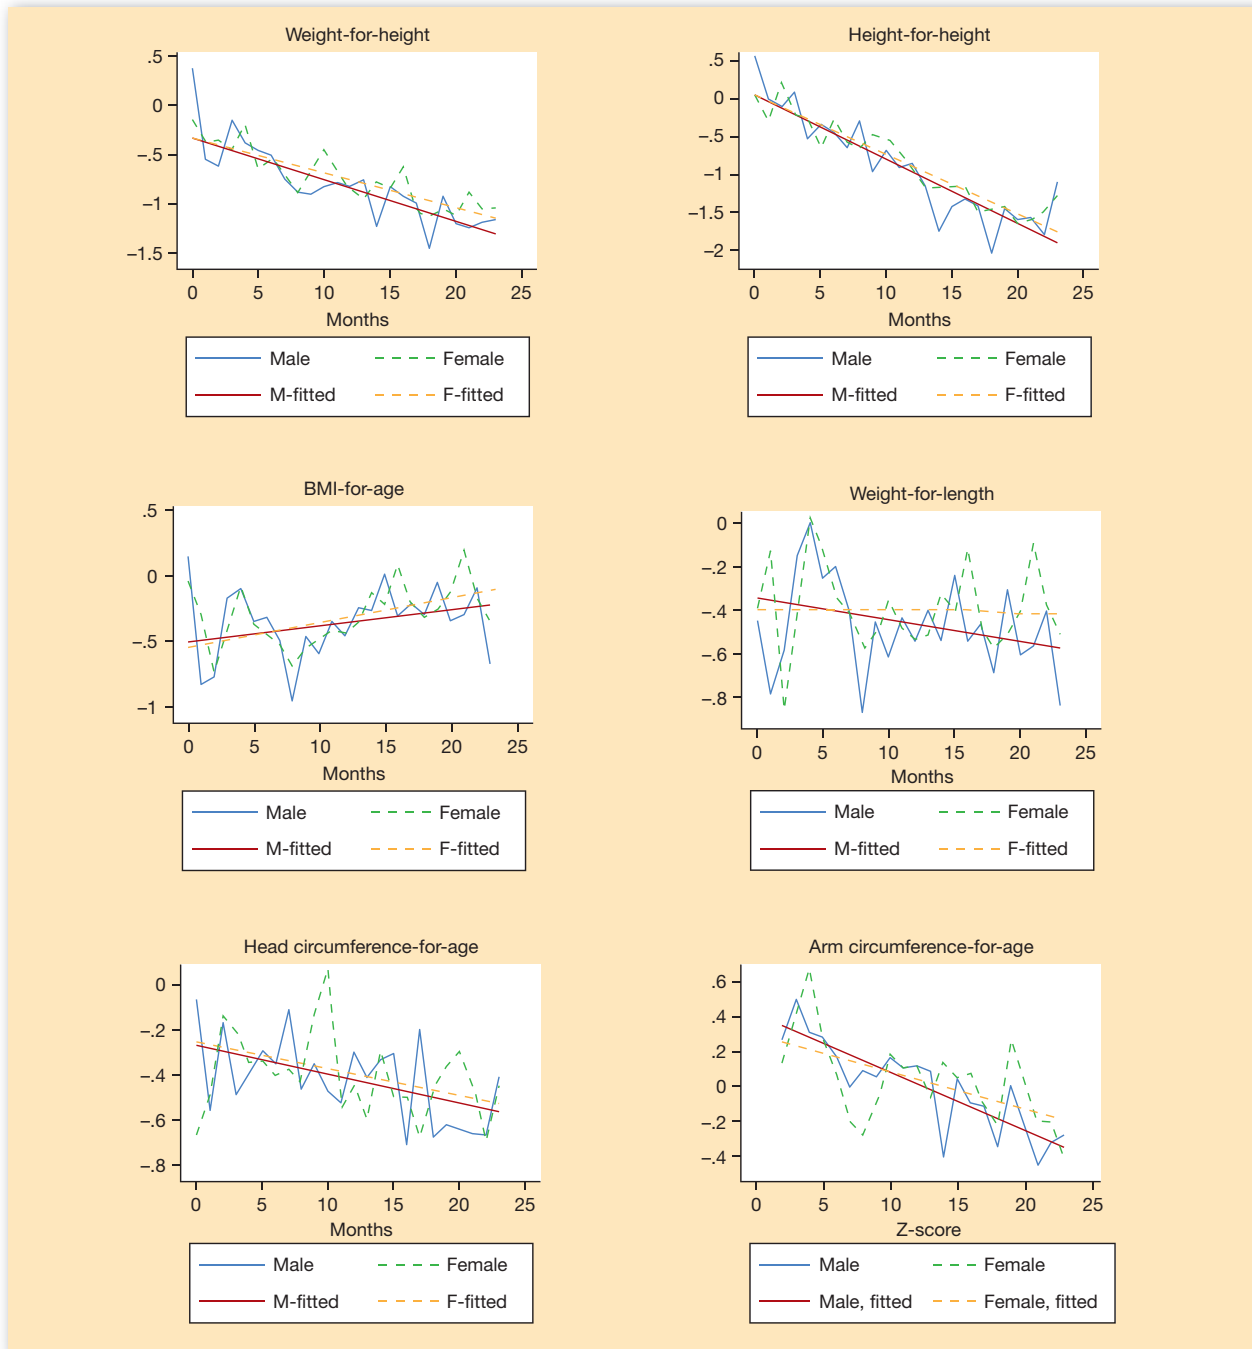 Weight-for-height
.5
0
–.5
–1
–1.5
0 5 10 15 20 25
Months
Male Female
M-fitted F-fitted
Height-for-height
.5
0
–.5
–1
–1.5
–2
0 5 10 15 20 25
Months
Male Female
M-fitted F-fitted
BMI-for-age
.5
0
–.5
–1
0 5 10 15 20 25
Months
Male Female
M-fitted F-fitted
Weight-for-length
0
–.2
–.4
–.6
–.8
0 5 10 15 20 25
Months
Male Female
M-fitted F-fitted
Head circumference-for-age
0
–.2
–.4
–.6
–.8
0 5 10 15 20 25
Months
Male Female
M-fitted F-fitted
Arm circumference-for-age
.6
.4
.2
0
–.2
–.4
0 5 10 15 20 25
Z-score
Male Female
Male, fitted Female, fitted